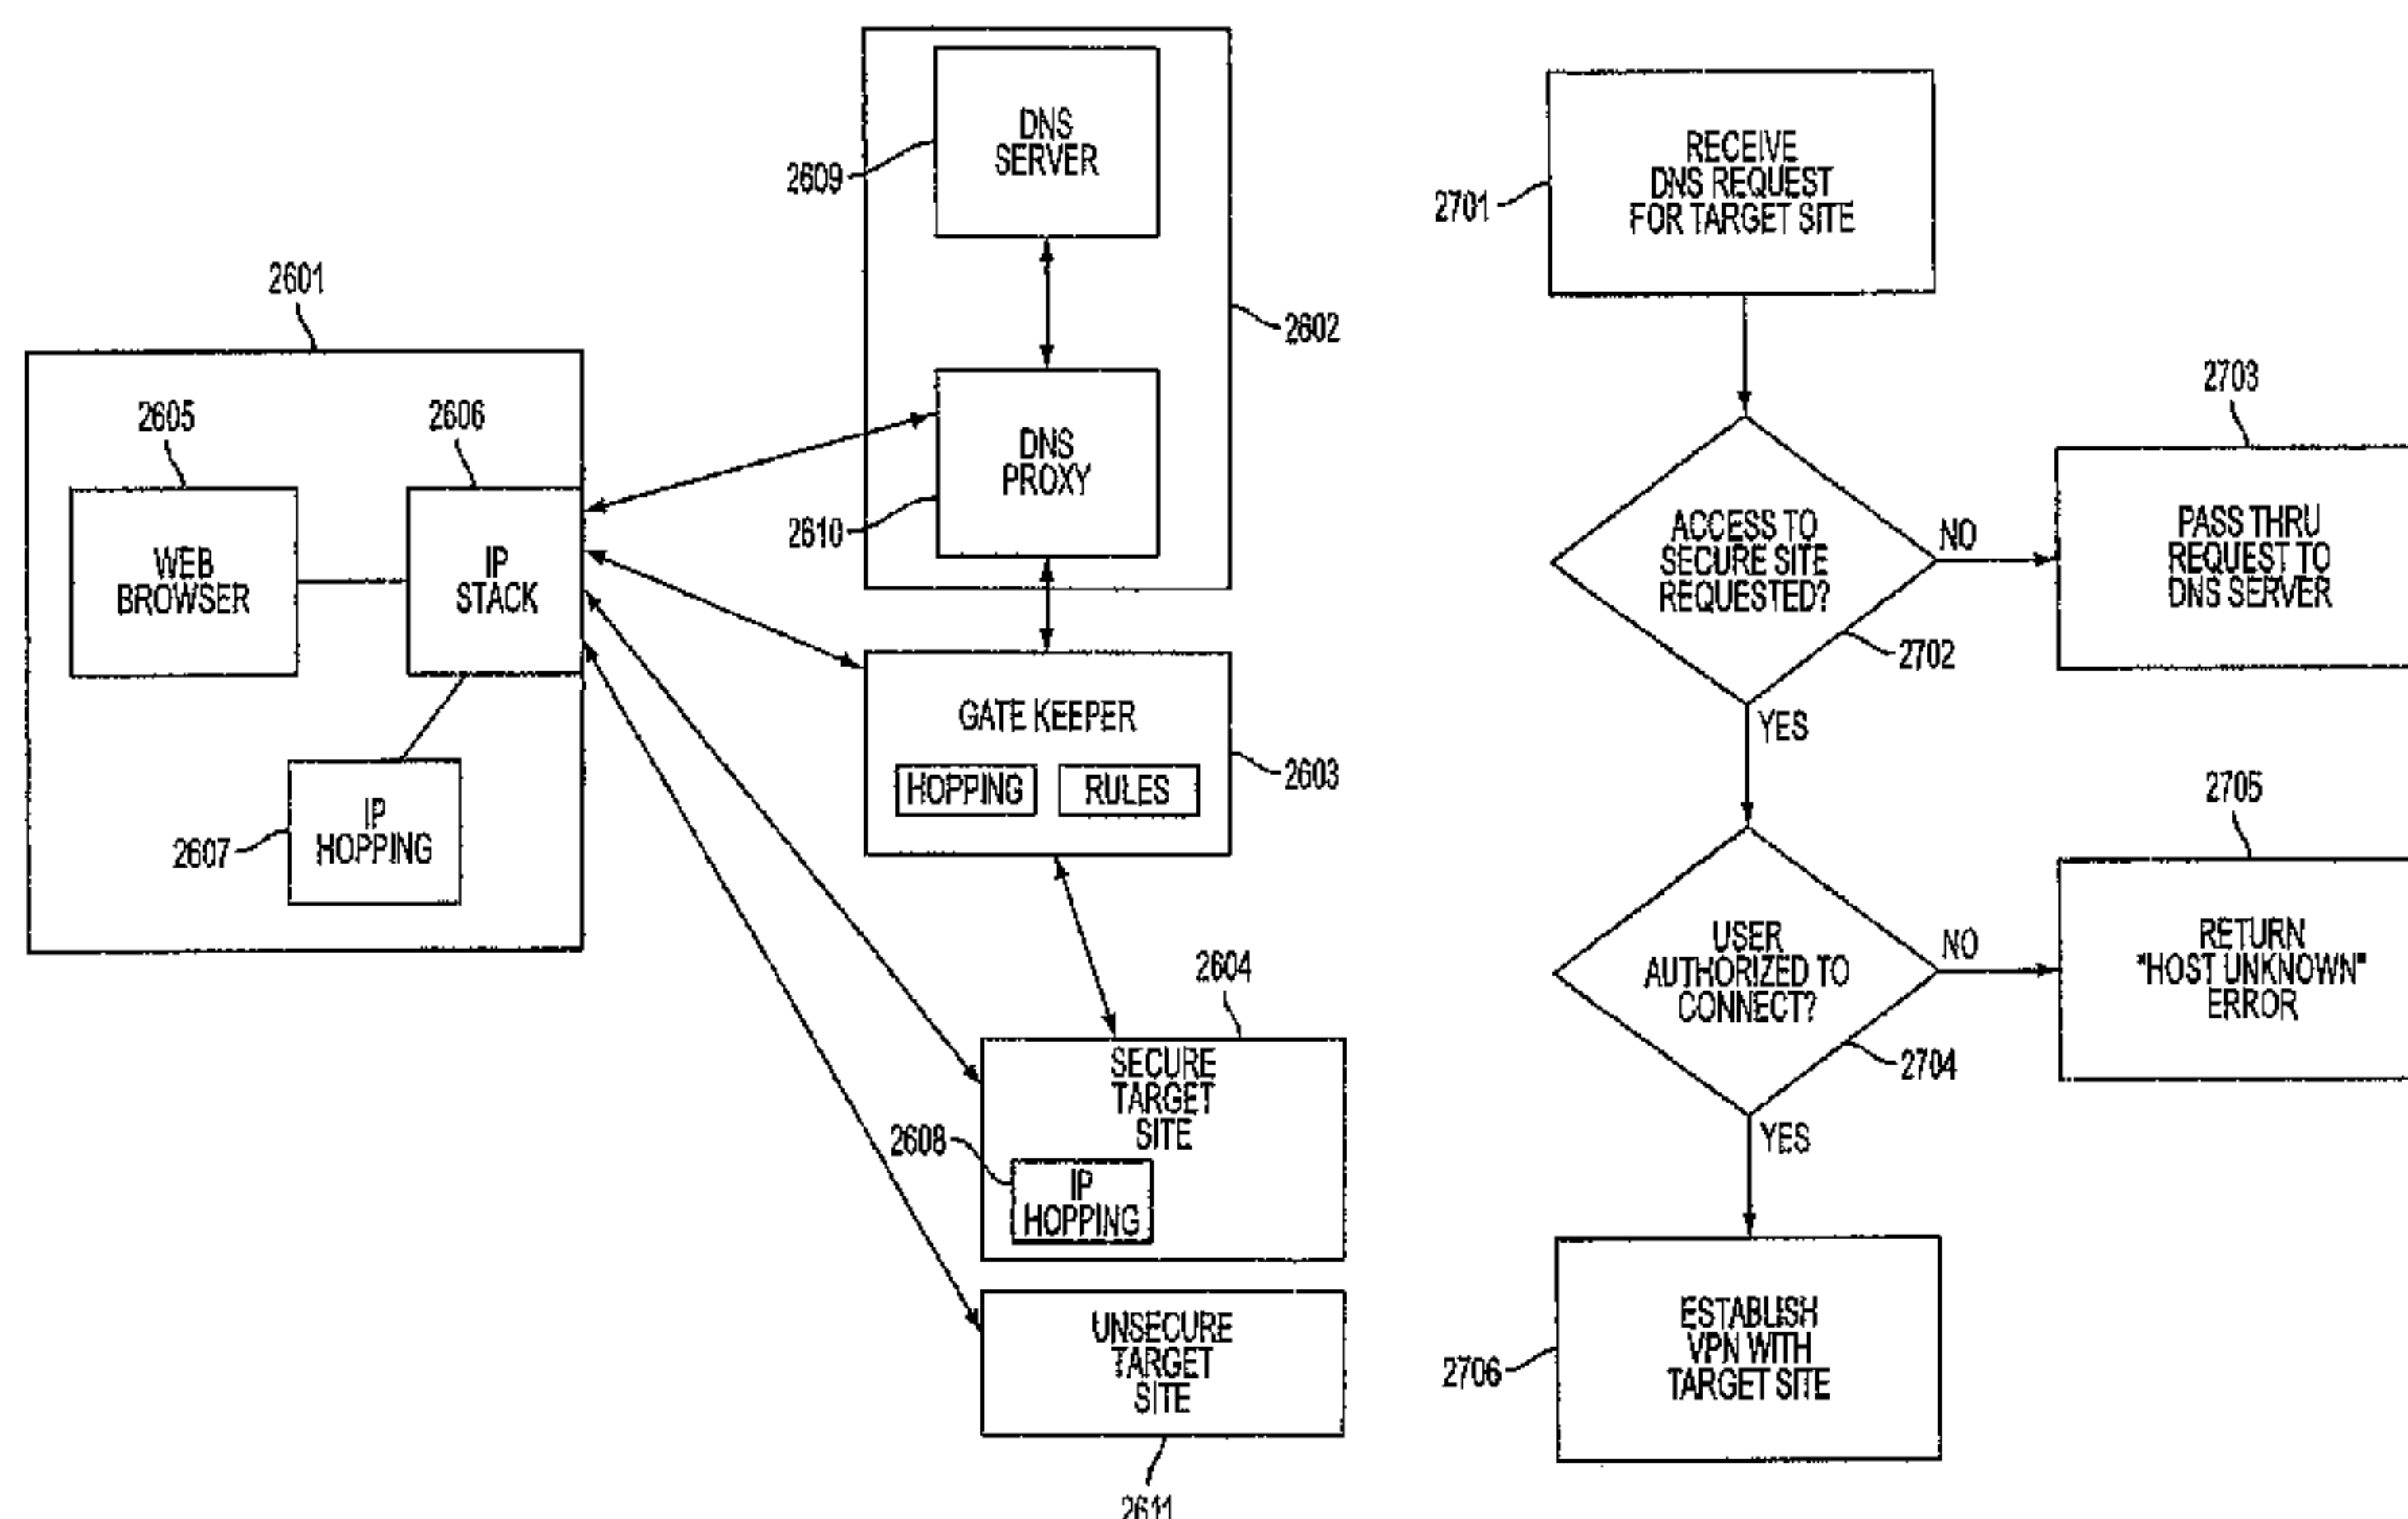 2601
2605
2606
WEB
BROWSER
IP
STACK
2607
IP
HOPPING
2609
DNS
SERVER
2602
2610
DNS
PROXY
GATE KEEPER
HOPPING
RULES
2603
2604
SECURE
TARGET
SITE
2608
IP
HOPPING
UNSECURE
TARGET
SITE
2611
2701
RECEIVE
DNS REQUEST
FOR TARGET SITE
ACCESS TO
SECURE SITE
REQUESTED?
2702
NO
2703
PASS THRU
REQUEST TO
DNS SERVER
YES
USER
AUTHORIZED TO
CONNECT?
2704
NO
2705
RETURN
"HOST UNKNOWN"
ERROR
YES
2706
ESTABLISH
VPN WITH
TARGET SITE